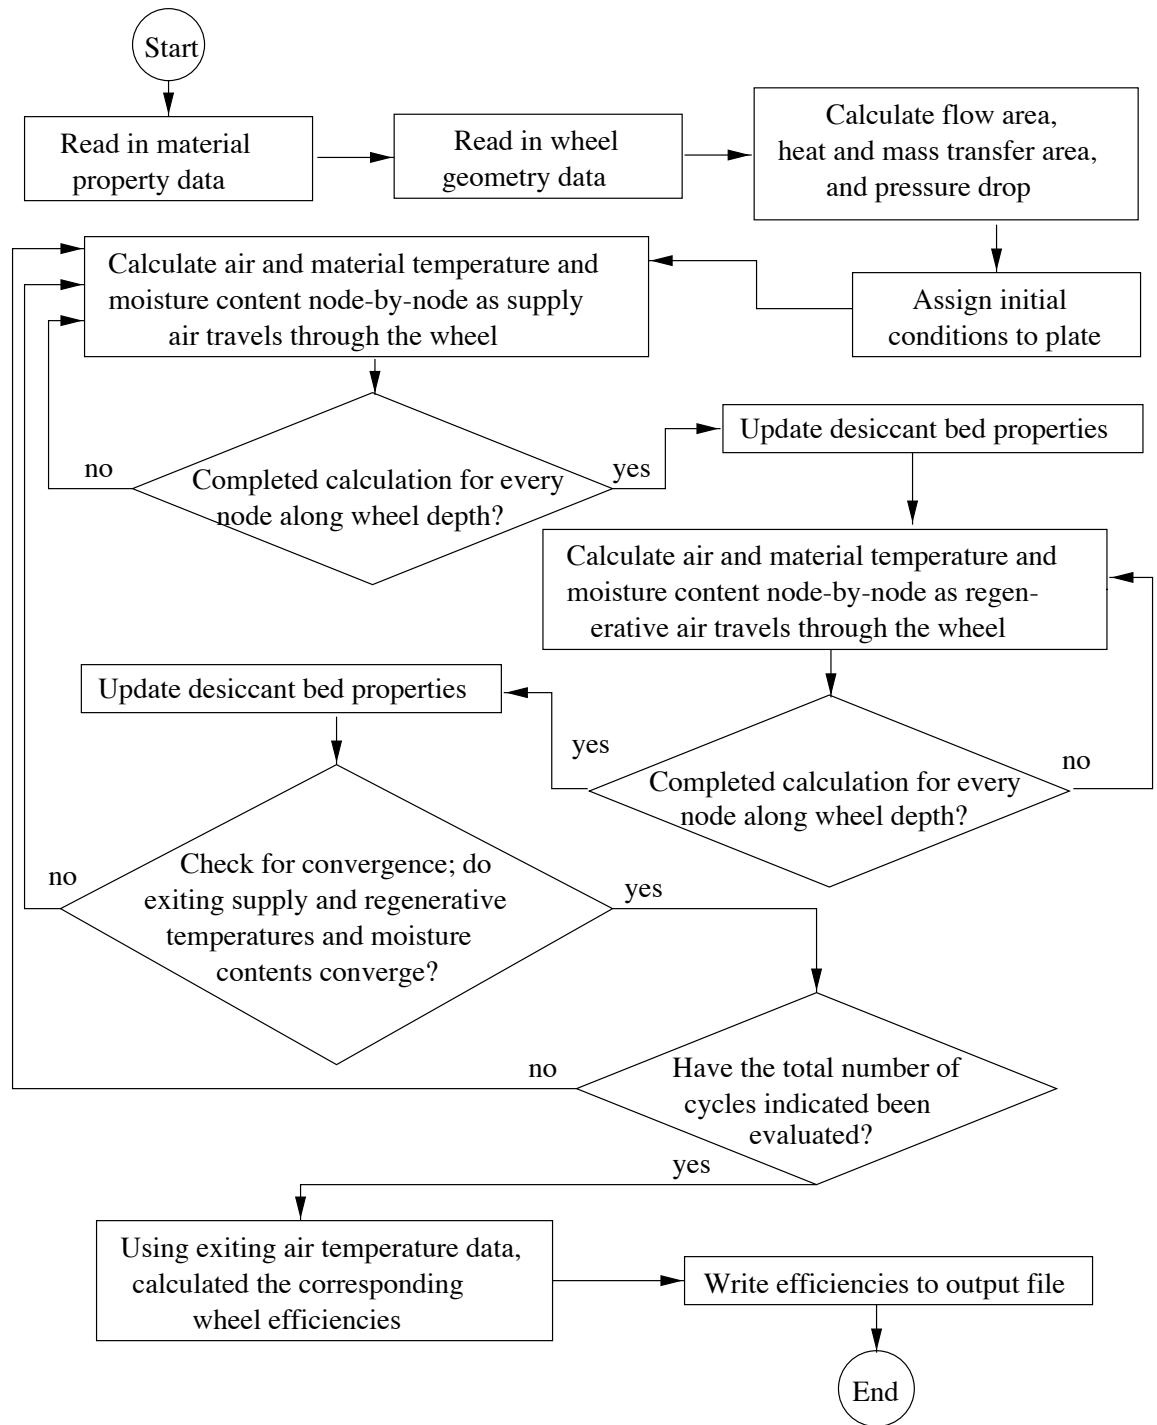 Start
Read in material
property data
Read in wheel
geometry data
Calculate flow area,
heat and mass transfer area,
and pressure drop
Assign initial
conditions to plate
Calculate air and material temperature and
moisture content node-by-node as supply
air travels through the wheel
no
Completed calculation for every
node along wheel depth?
yes
Update desiccant bed properties
Calculate air and material temperature and
moisture content node-by-node as regen-
erative air travels through the wheel
Completed calculation for every
node along wheel depth?
no
yes
Update desiccant bed properties
no
Check for convergence; do
exiting supply and regenerative
temperatures and moisture
contents converge?
yes
no
Have the total number of
cycles indicated been
evaluated?
yes
Using exiting air temperature data,
calculated the corresponding
wheel efficiencies
Write efficiencies to output file
End